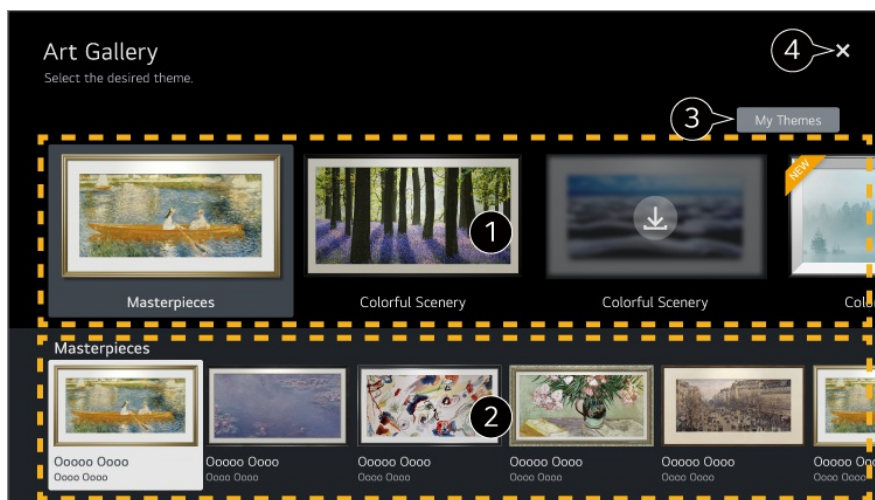 Art Gallery
4
Select the desired theme.
3
My Themes
NEW
1
Masterpieces
Colorful Scenery
Colorful Scenery
Masterpieces
2
Ooooo Oooo
Ooooo Oooo
Ooooo Oooo
Ooooo Oooo
Ooooo Oooo
Oooo Oooo
Oooo Oooo
Oooo Oooo
Oooo Oooo
Oooo Oooo
Oooo Oooo